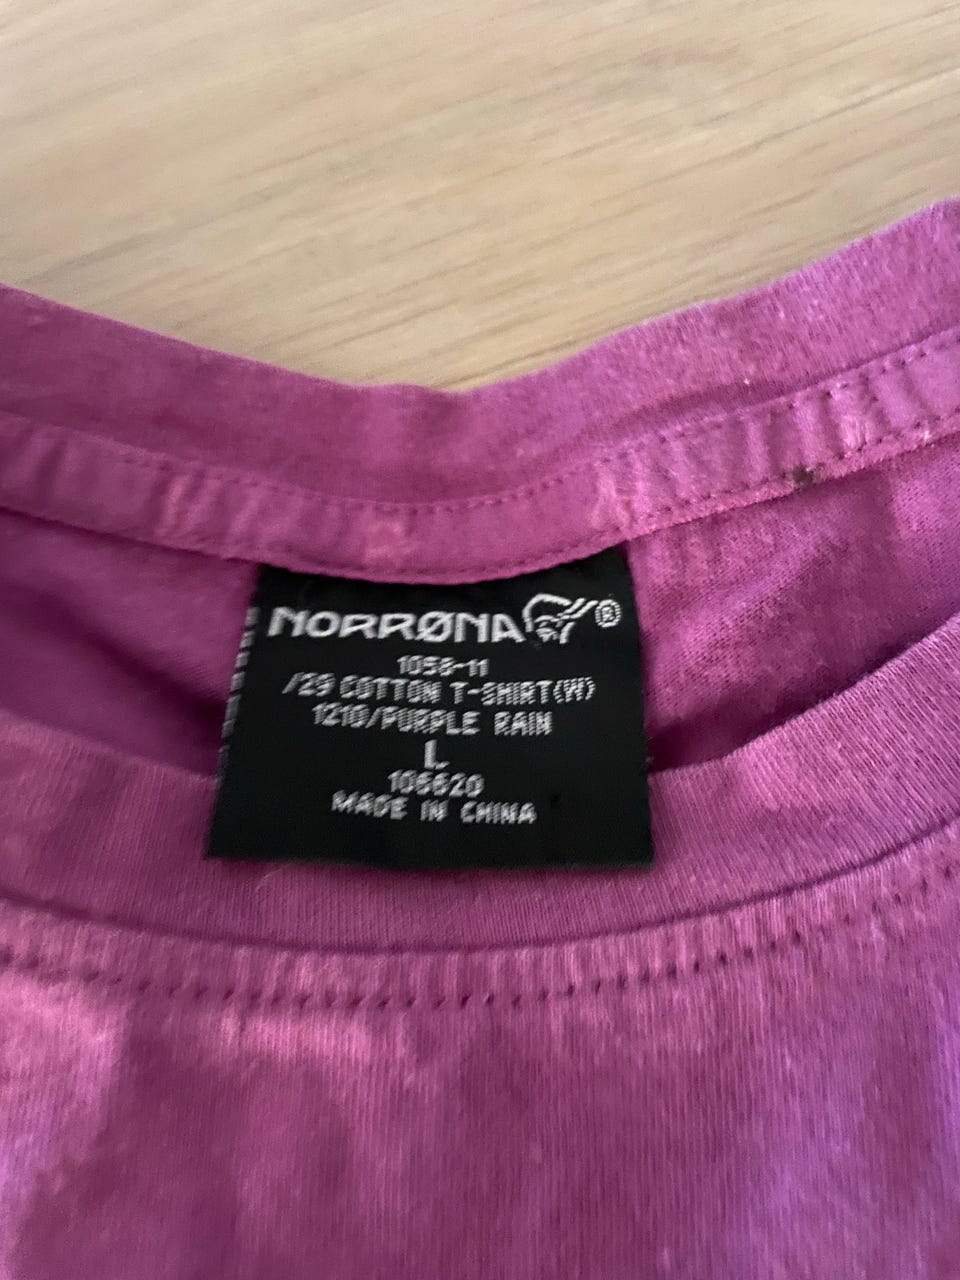 NORRØNA®
1058-11
/29 COTTON T-SHIRT(W)
1210/PURPLE RAIN
L
106620
MADE IN CHINA